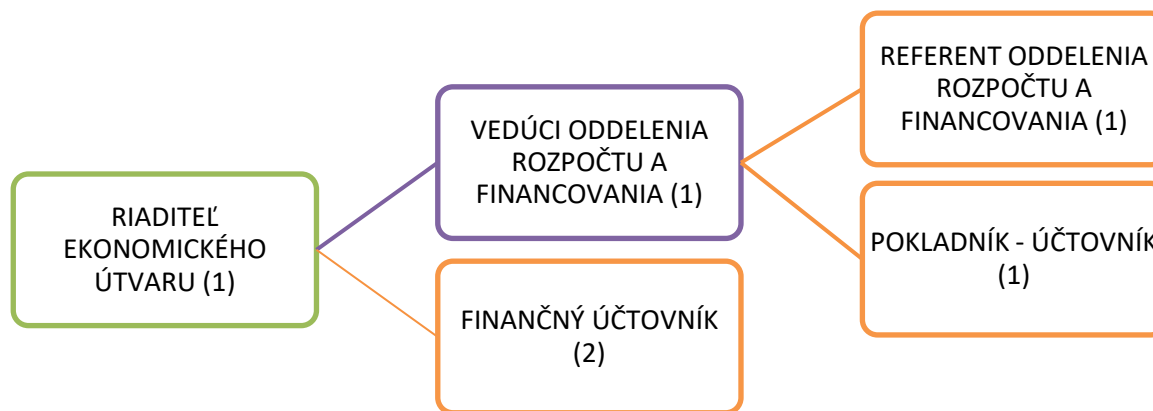 RIADITEĽ
EKONOMICKÉHO
ÚTVARU (1)
VEDÚCI ODDELENIA
ROZPOČTU A
FINANCOVANIA (1)
FINANČNÝ ÚČTOVNÍK
(2)
REFERENT ODDELENIA
ROZPOČTU A
FINANCOVANIA (1)
POKLADNÍK - ÚČTOVNÍK
(1)